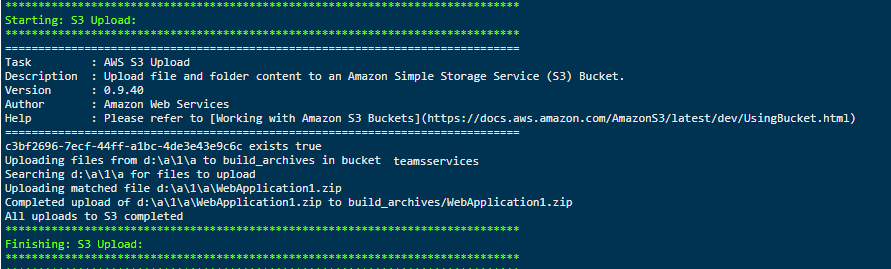 ******************************************************************************
Starting: S3 Upload:
******************************************************************************
==============================================================================
Task         : AWS S3 Upload
Description  : Upload file and folder content to an Amazon Simple Storage Service (S3) Bucket.
Version      : 0.9.40
Author       : Amazon Web Services
Help         : Please refer to [Working with Amazon S3 Buckets](https://docs.aws.amazon.com/AmazonS3/latest/dev/UsingBucket.html)
==============================================================================
c3bf2696-7ecf-44ff-a1bc-4de3e43e9c6c exists true
Uploading files from d:\a\1\a to build_archives in bucket teamsservices
Searching d:\a\1\a for files to upload
Uploading matched file d:\a\1\a\WebApplication1.zip
Completed upload of d:\a\1\a\WebApplication1.zip to build_archives/WebApplication1.zip
All uploads to S3 completed
******************************************************************************
Finishing: S3 Upload:
******************************************************************************
******************************************************************************